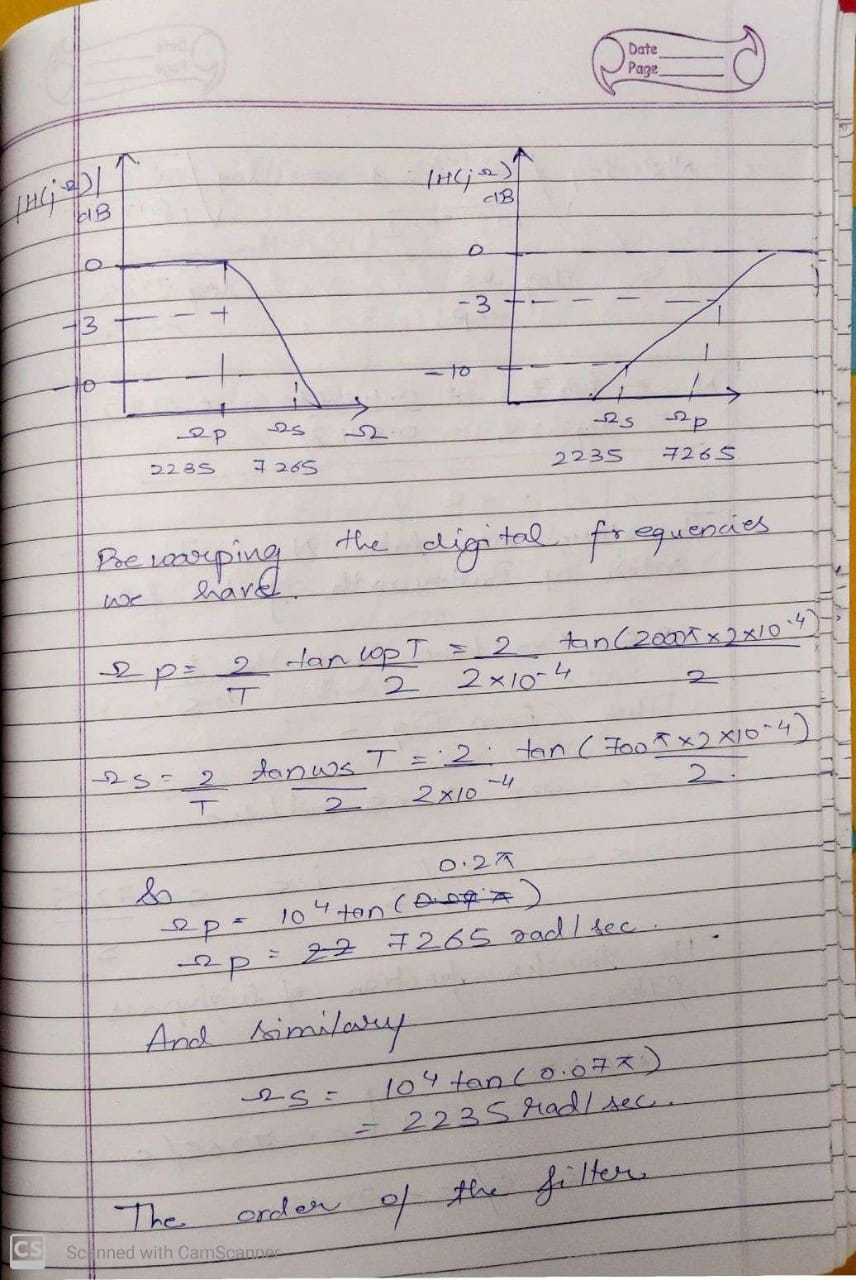 Date
Page
|H(jΩ)|
dB
0
-3
-10
Ωp Ωs Ω
2235 7265
|H(jΩ)|
dB
0
-3
-10
Ωs Ωp
2235 7265
Prewarping the digital frequencies
we have.
Ωp = 2/T tan ωpT/2 = 2/2×10-4 tan(2000π×2×10-4)/2
Ωs = 2/T tan ωsT/2 = 2/2×10-4 tan(700π×2×10-4)/2
0.2π
So
Ωp = 104 tan( )
Ωp = 22 7265 rad/sec.
And similary
Ωs = 104 tan(0.07π)
= 2235 rad/sec.
The order of the filter
CS Scanned with CamScanner